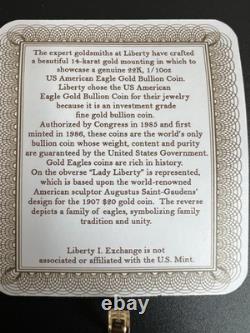 The expert goldsmiths at Liberty have crafted
a beautiful 14-karat gold mounting in which to
showcase a genuine 22K, 1/10oz
US American Eagle Gold Bullion Coin.
Liberty chose the US American
Eagle Gold Bullion Coin for their jewelry
because it is an investment grade
fine gold bullion coin.
Authorized by Congress in 1985 and first
minted in 1986, these coins are the world's only
bullion coin whose weight, content and purity
are guaranteed by the United States Government.
Gold Eagles coins are rich in history.
On the obverse "Lady Liberty" is represented,
which is based upon the world-renowned
American sculptor Augustus Saint-Gaudens'
design for the 1907 $20 gold coin. The reverse
depicts a family of eagles, symbolizing family
tradition and unity.
Liberty I. Exchange is not
associated or affiliated with the U.S. Mint.
thumbimg.com